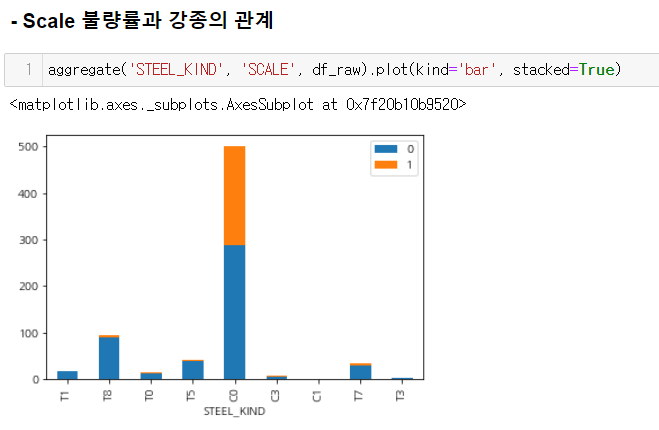 - Scale 불량률과 강종의 관계
1 aggregate('STEEL_KIND', 'SCALE', df_raw).plot(kind='bar', stacked=True)
<matplotlib.axes._subplots.AxesSubplot at 0x7f20b10b9520>
500
400
300
200
100
0
0
1
T1 T8 T0 T5 C0 C3 C1 T7 T3
STEEL_KIND